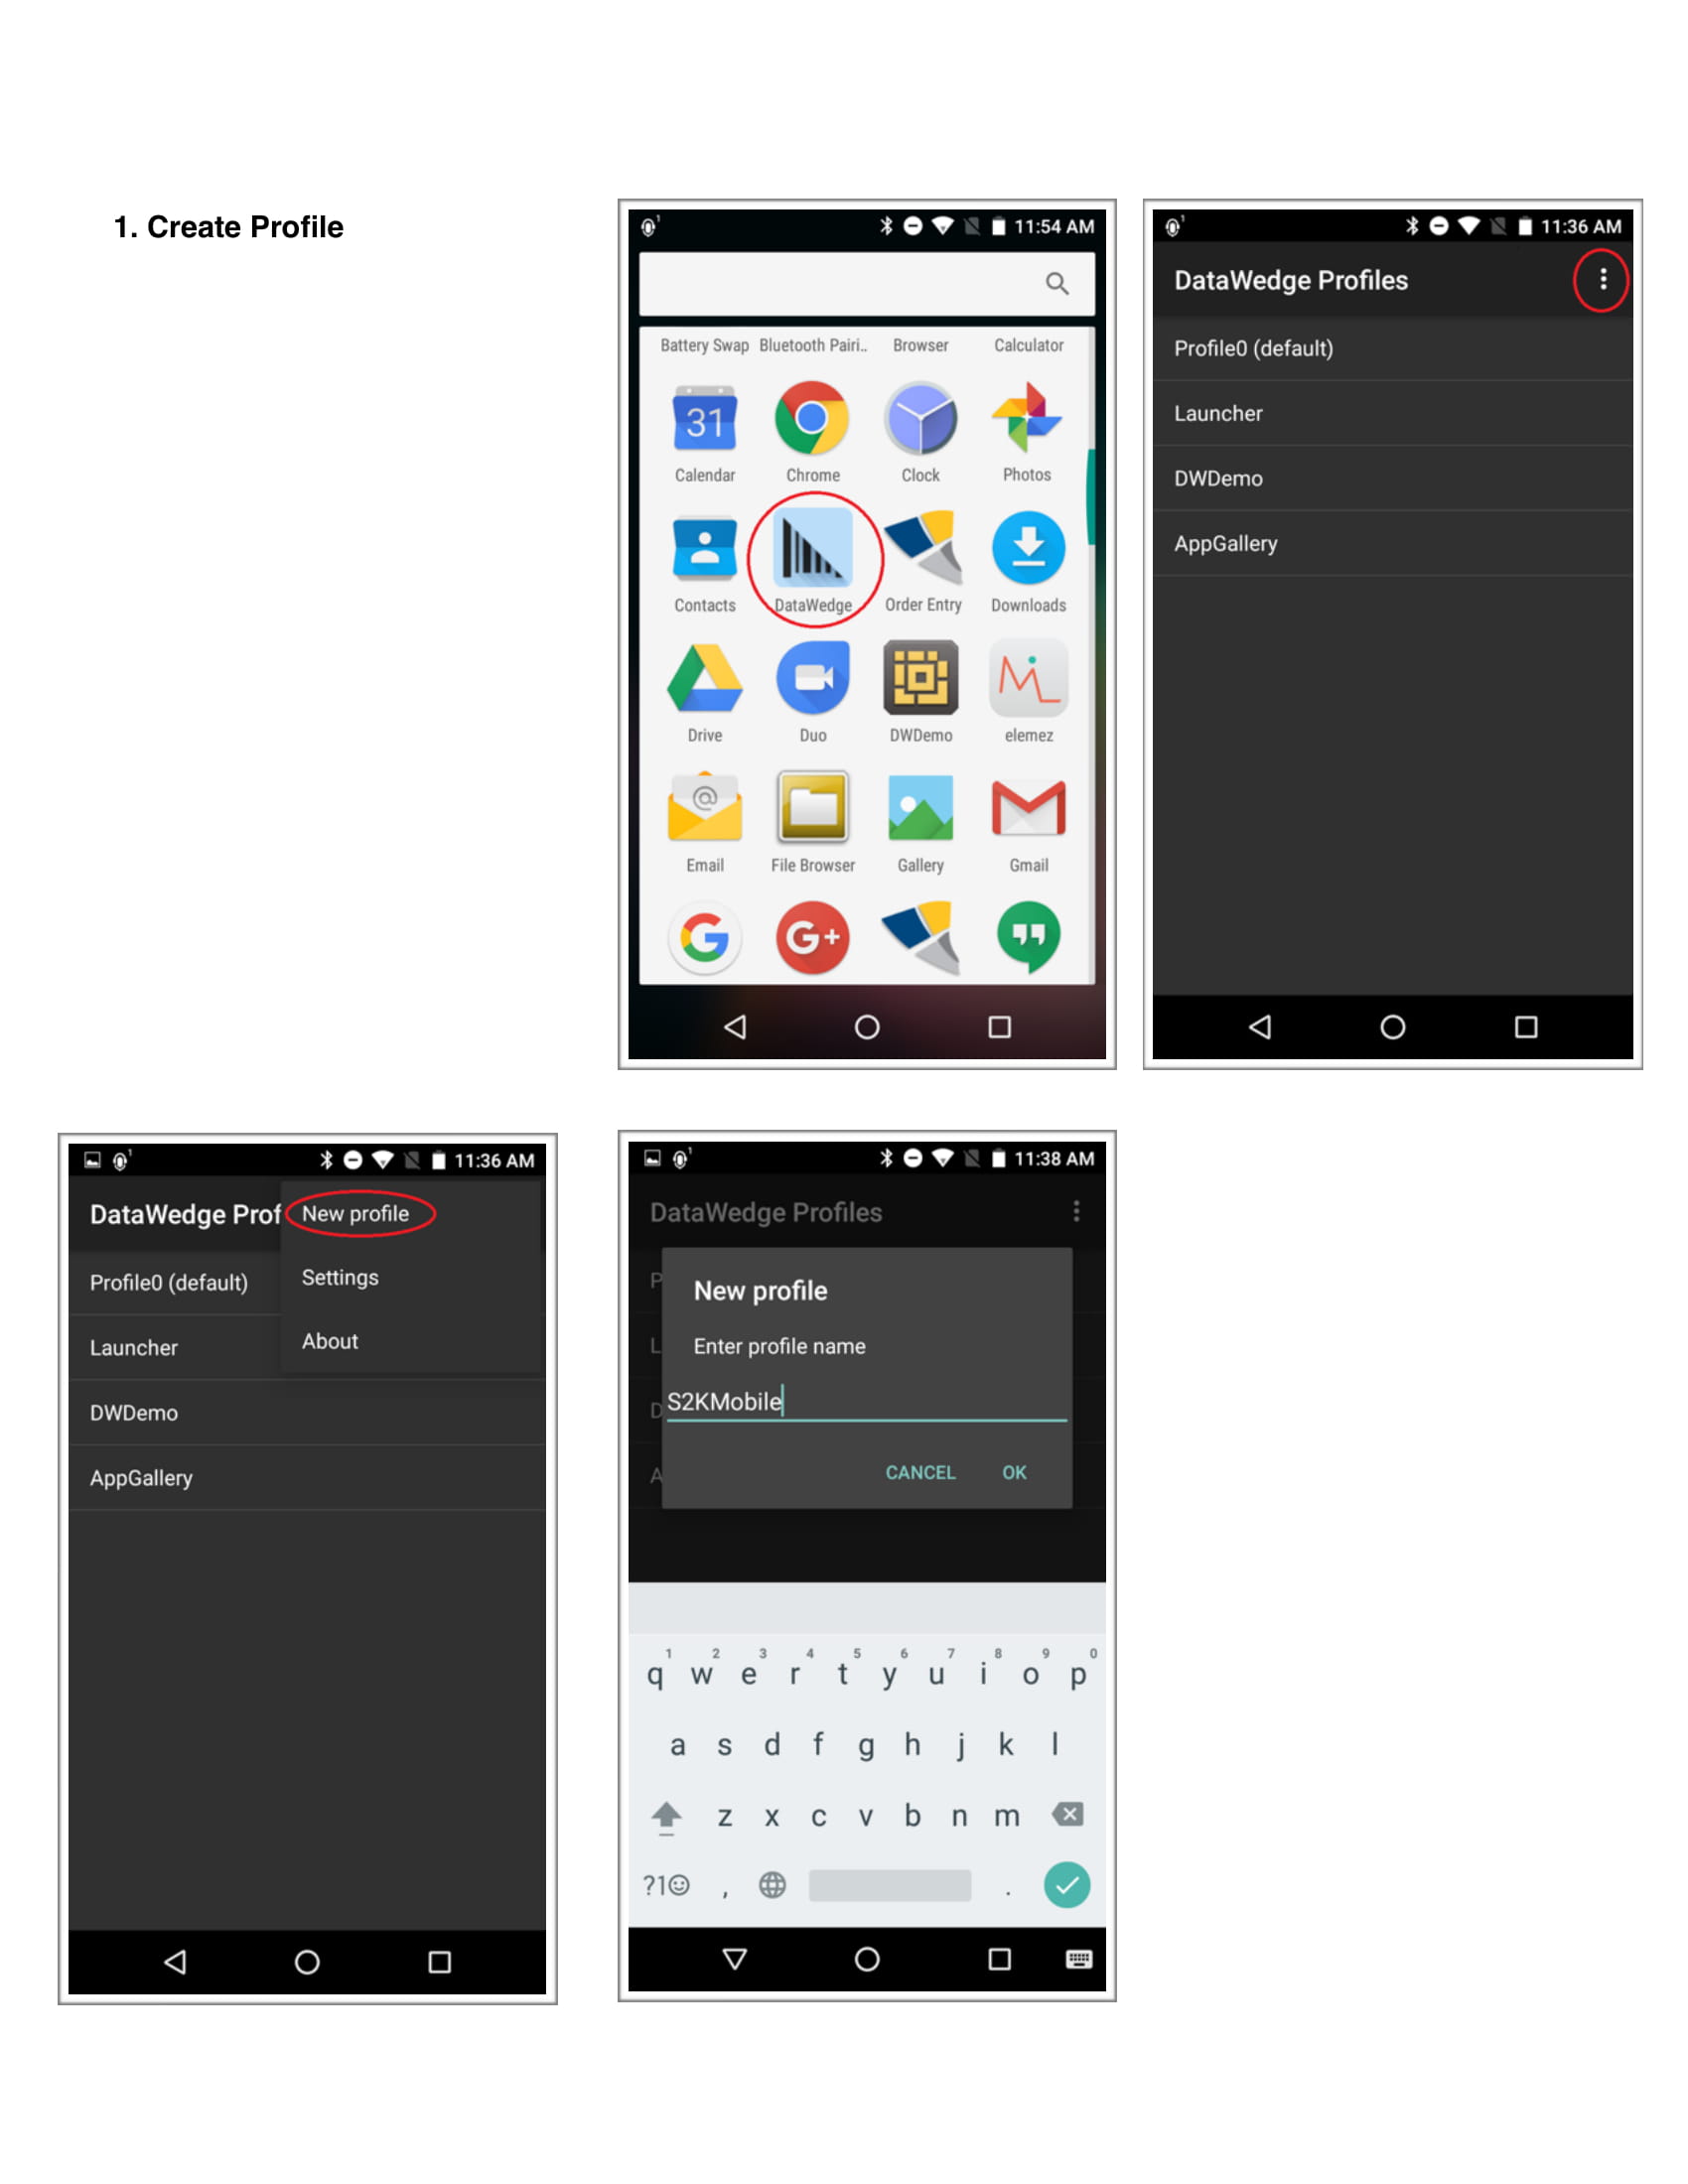 1. Create Profile
1 11:54 AM
Battery Swap Bluetooth Pairi.. Browser Calculator
31
Calendar Chrome Clock Photos
Contacts DataWedge Order Entry Downloads
Drive Duo DWDemo elemez
@
Email File Browser Gallery Gmail
G G+
1 11:36 AM
DataWedge Profiles
Profile0 (default)
Launcher
DWDemo
AppGallery
1 11:36 AM
DataWedge Prof New profile
Profile0 (default) Settings
Launcher About
DWDemo
AppGallery
1 11:38 AM
DataWedge Profiles
P
New profile
L Enter profile name
D S2KMobile
A CANCEL OK
1 2 3 4 5 6 7 8 9 0
q w e r t y u i o p
a s d f g h j k l
z x c v b n m
?1☺ , .